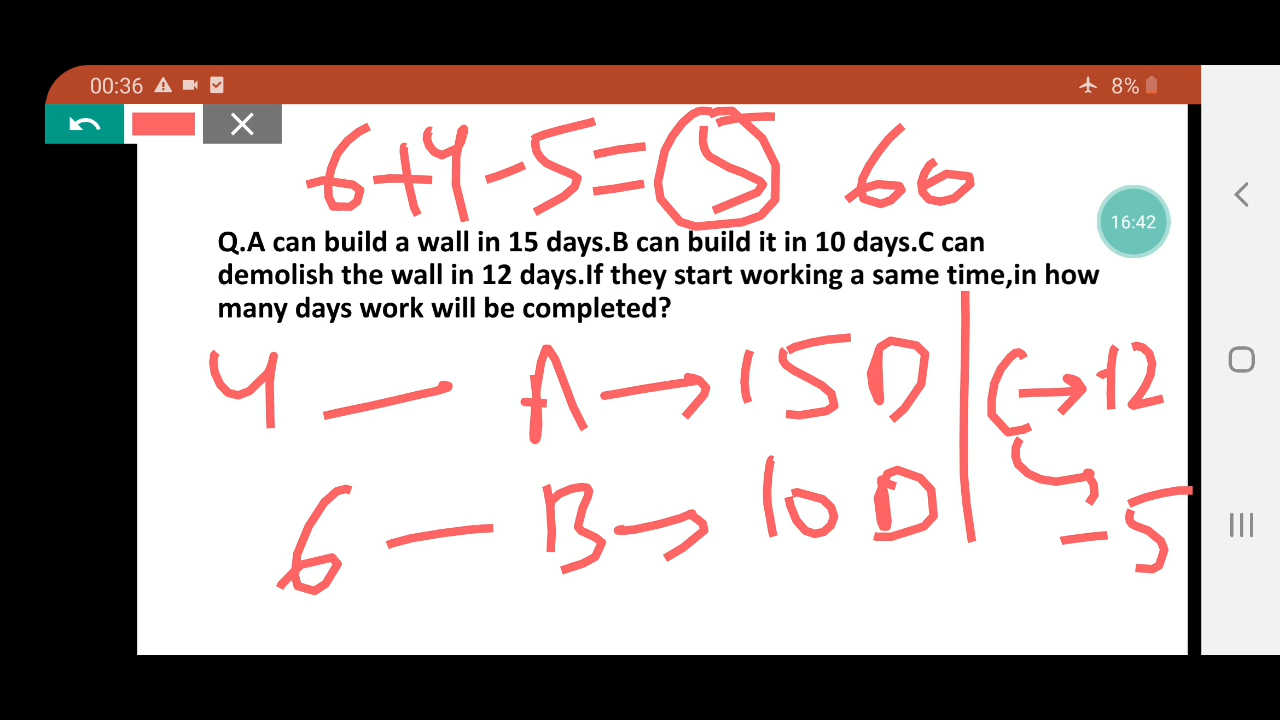 00:36
8%
6+4-5=5 60
16:42
Q.A can build a wall in 15 days.B can build it in 10 days.C can
demolish the wall in 12 days.If they start working a same time,in how
many days work will be completed?
4 — A → 15 D
C → 12
6 — B → 10 D
-5